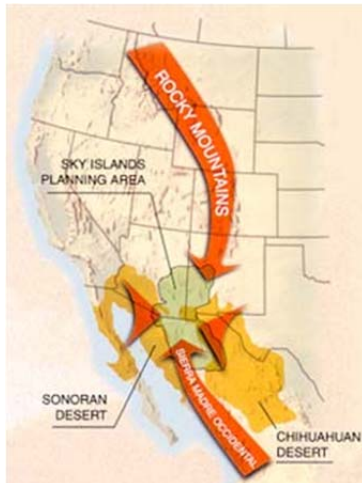 ROCKY MOUNTAINS
SKY ISLANDS
PLANNING AREA
SONORAN
DESERT
SIERRA MADRE OCCIDENTAL
CHIHUAHUAN
DESERT